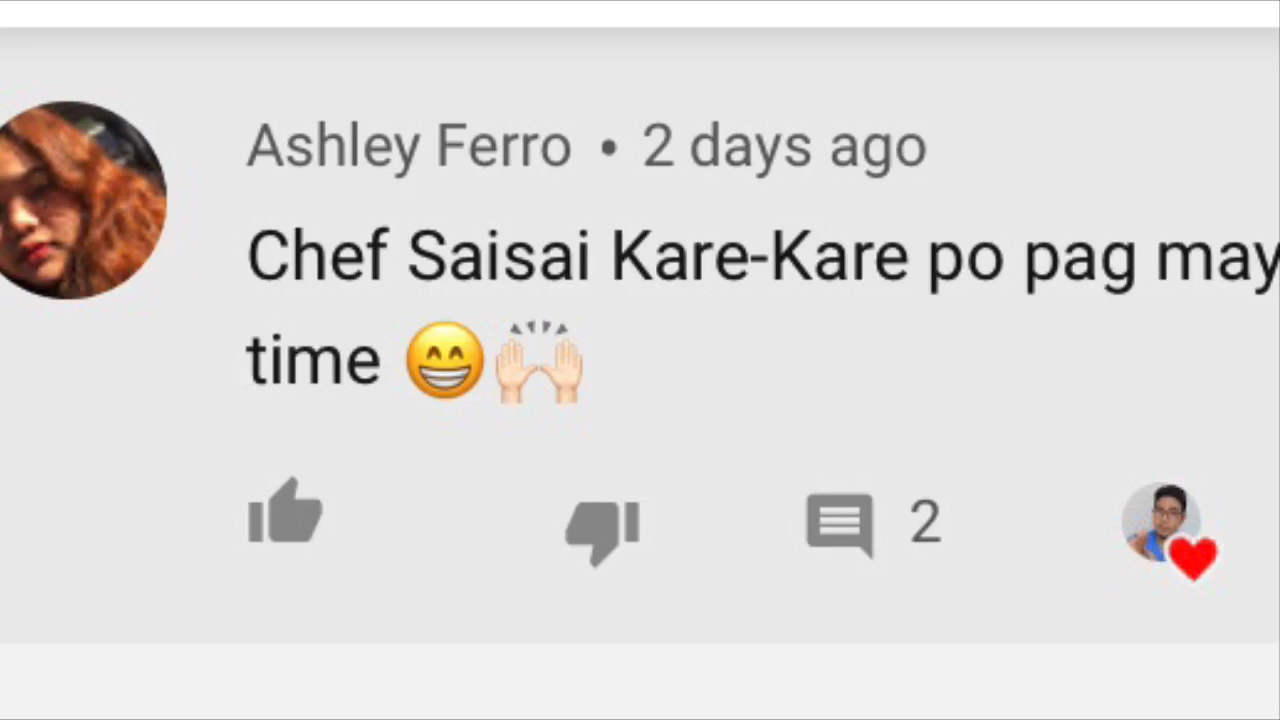 Ashley Ferro • 2 days ago
Chef Saisai Kare-Kare po pag may
time 😁🙌🏻
2